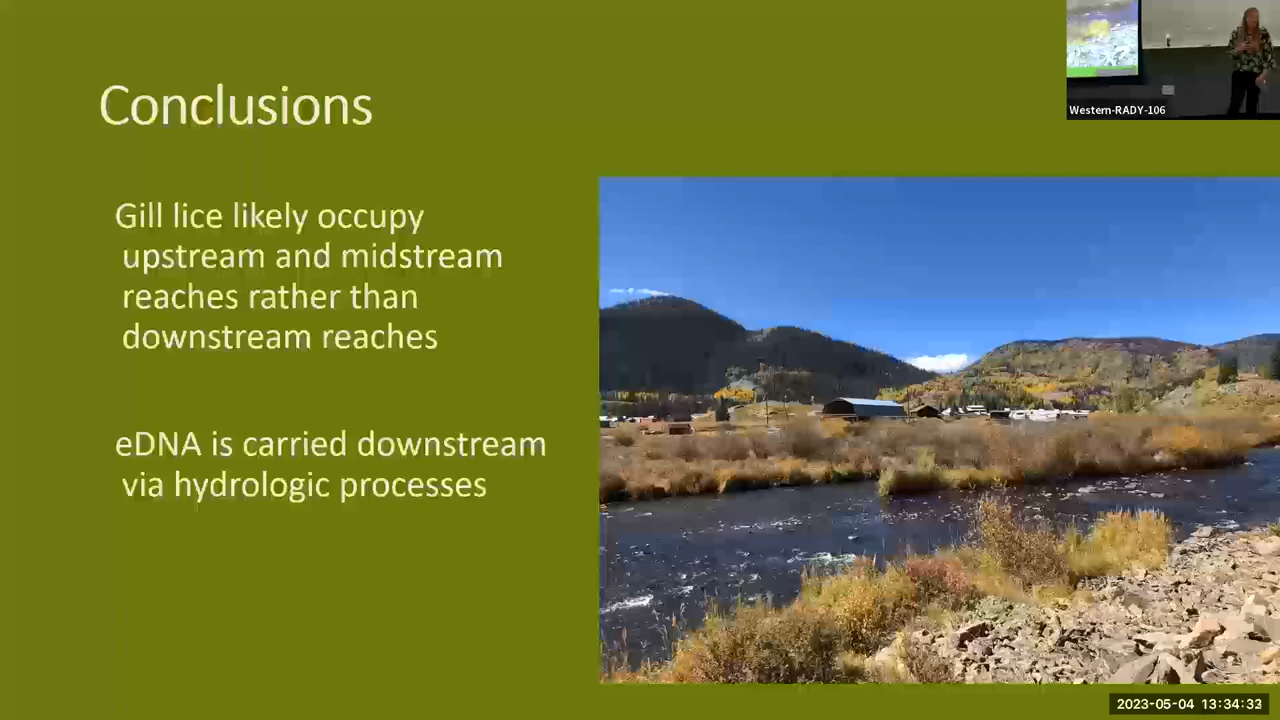 Conclusions
Western-RADY-106
Gill lice likely occupy
upstream and midstream
reaches rather than
downstream reaches
eDNA is carried downstream
via hydrologic processes
2023-05-04 13:34:33